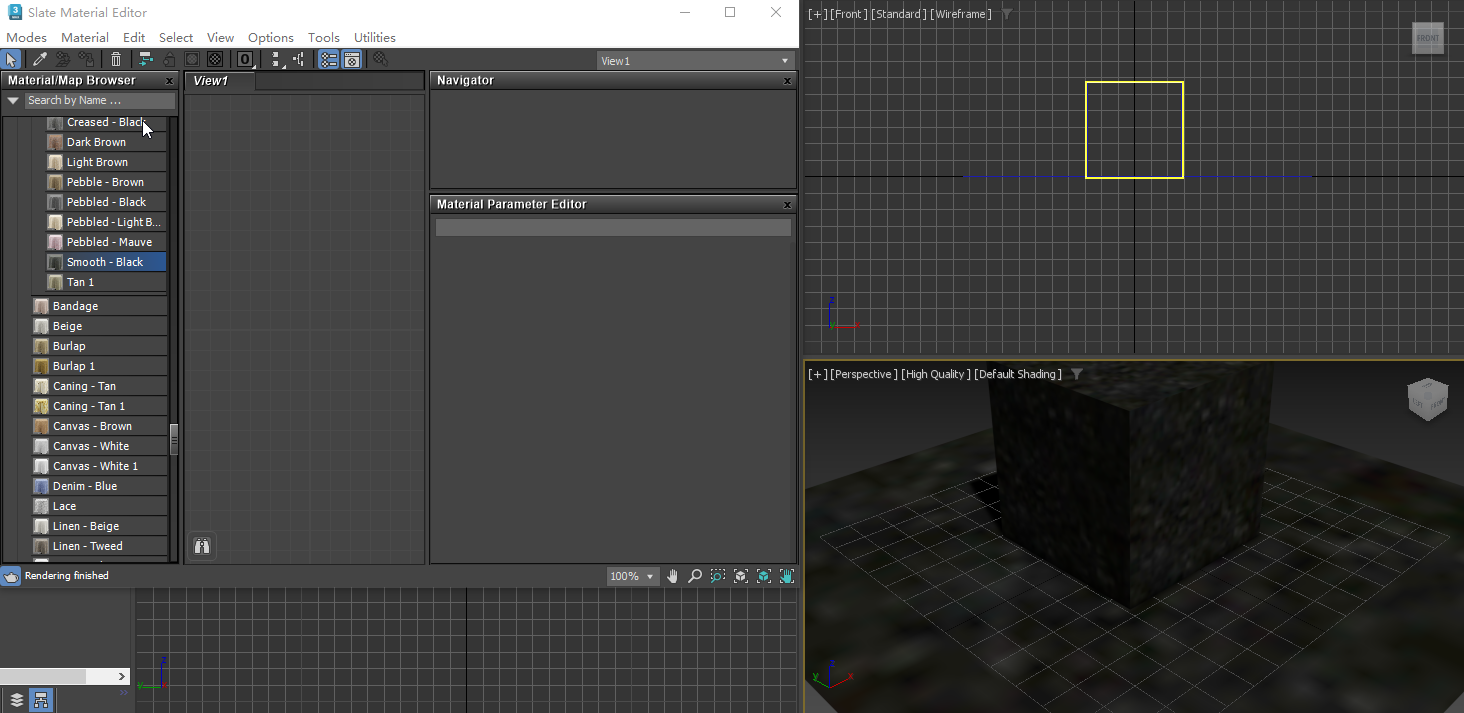 Slate Material Editor
Modes Material Edit Select View Options Tools Utilities
View1
Material/Map Browser
Search by Name ...
Creased - Black
Dark Brown
Light Brown
Pebble - Brown
Pebbled - Black
Pebbled - Light B...
Pebbled - Mauve
Smooth - Black
Tan 1
Bandage
Beige
Burlap
Burlap 1
Caning - Tan
Caning - Tan 1
Canvas - Brown
Canvas - White
Canvas - White 1
Denim - Blue
Lace
Linen - Beige
Linen - Tweed
View1
Navigator
Material Parameter Editor
Rendering finished
100%
[+] [Front ] [Standard ] [Wireframe ]
FRONT
z
y x
[+] [Perspective ] [High Quality ] [Default Shading ]
FRONT
z
y x
z
y x